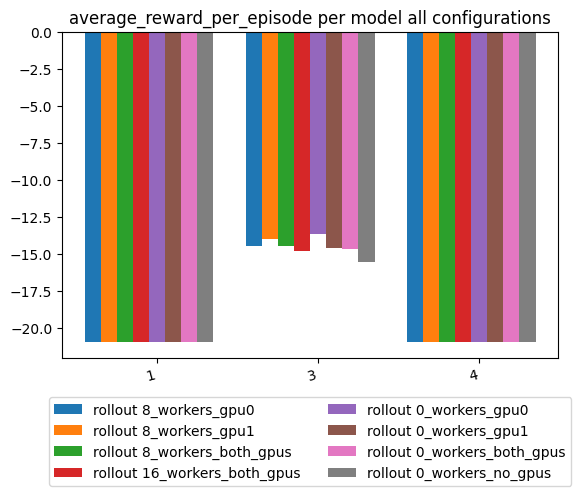 average_reward_per_episode per model all configurations
0.0
−2.5
−5.0
−7.5
−10.0
−12.5
−15.0
−17.5
−20.0
1 3 4
rollout 8_workers_gpu0
rollout 8_workers_gpu1
rollout 8_workers_both_gpus
rollout 16_workers_both_gpus
rollout 0_workers_gpu0
rollout 0_workers_gpu1
rollout 0_workers_both_gpus
rollout 0_workers_no_gpus